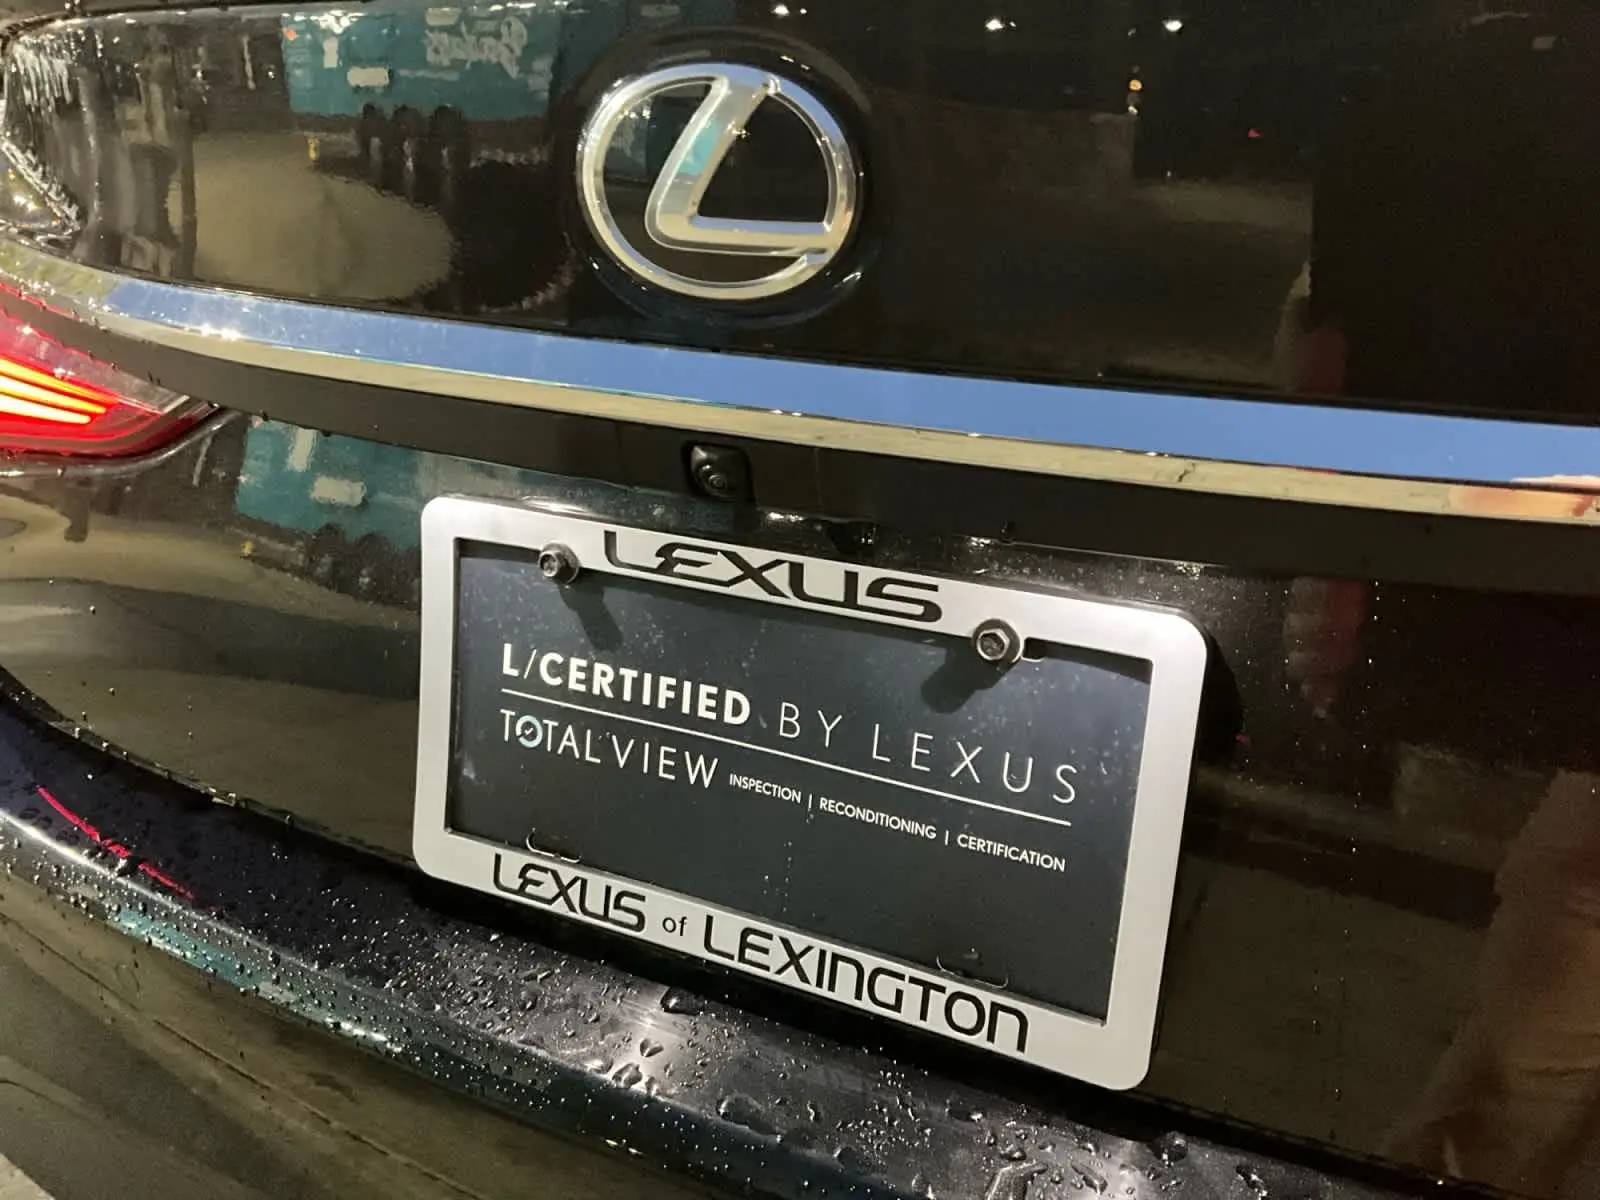 LEXUS
L/CERTIFIED BY LEXUS
TOTALVIEW INSPECTION | RECONDITIONING | CERTIFICATION
LEXUS of LEXINGTON